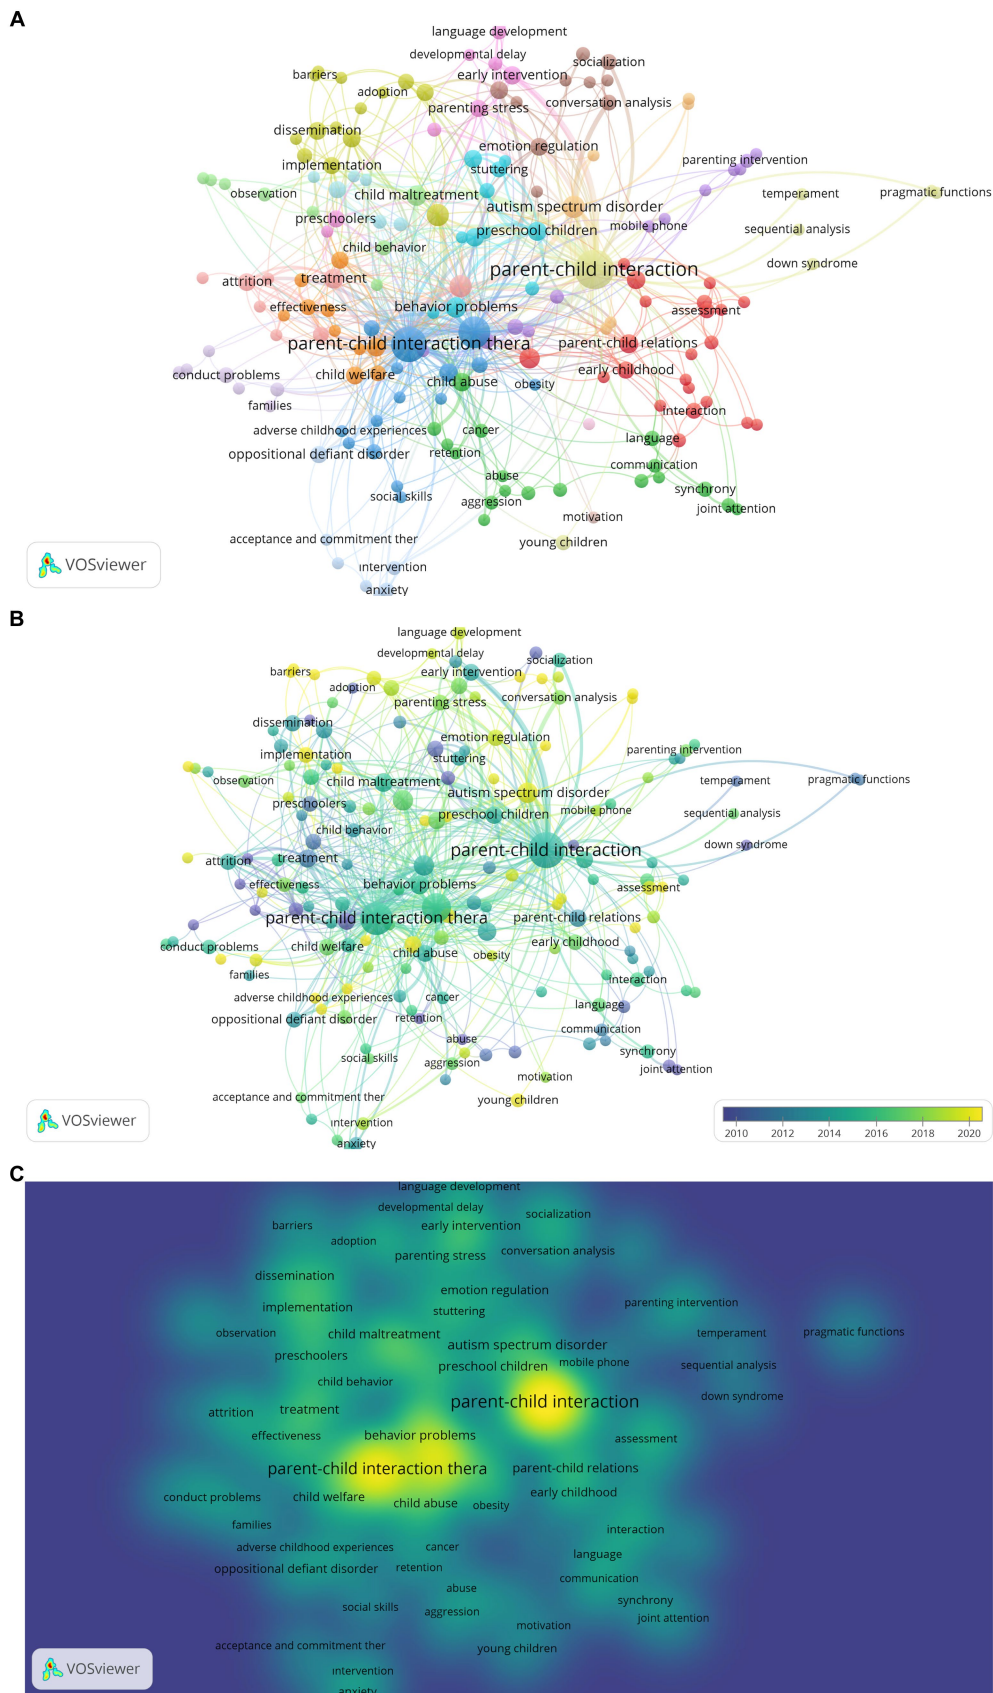 A
language development
developmental delay
socialization
early intervention
barriers
adoption
conversation analysis
parenting stress
dissemination
emotion regulation
implementation
parenting intervention
stuttering
observation
child maltreatment
temperament
pragmatic functions
autism spectrum disorder
preschoolers
mobile phone
preschool children
sequential analysis
child behavior
down syndrome
parent-child interaction
attrition
treatment
effectiveness
behavior problems
assessment
parent-child interaction thera
parent-child relations
conduct problems
child welfare
early childhood
child abuse
obesity
families
interaction
adverse childhood experiences
cancer
language
oppositional defiant disorder
retention
communication
abuse
synchrony
social skills
aggression
joint attention
motivation
acceptance and commitment ther
young children
intervention
anxiety
VOSviewer
B
language development
developmental delay
socialization
early intervention
barriers
adoption
conversation analysis
parenting stress
dissemination
emotion regulation
implementation
parenting intervention
stuttering
observation
child maltreatment
temperament
pragmatic functions
autism spectrum disorder
preschoolers
mobile phone
preschool children
sequential analysis
child behavior
down syndrome
parent-child interaction
attrition
treatment
effectiveness
behavior problems
assessment
parent-child interaction thera
parent-child relations
conduct problems
child welfare
early childhood
child abuse
obesity
families
interaction
adverse childhood experiences
cancer
language
oppositional defiant disorder
retention
communication
abuse
synchrony
social skills
aggression
joint attention
motivation
acceptance and commitment ther
young children
intervention
anxiety
VOSviewer
2010 2012 2014 2016 2018 2020
C
language development
developmental delay
socialization
early intervention
barriers
adoption
conversation analysis
parenting stress
dissemination
emotion regulation
implementation
parenting intervention
stuttering
observation
child maltreatment
temperament
pragmatic functions
autism spectrum disorder
preschoolers
mobile phone
preschool children
sequential analysis
child behavior
down syndrome
parent-child interaction
attrition
treatment
effectiveness
behavior problems
assessment
parent-child interaction thera
parent-child relations
conduct problems
child welfare
early childhood
child abuse
obesity
families
interaction
adverse childhood experiences
cancer
language
oppositional defiant disorder
retention
communication
abuse
synchrony
social skills
aggression
joint attention
motivation
acceptance and commitment ther
young children
intervention
anxiety
VOSviewer